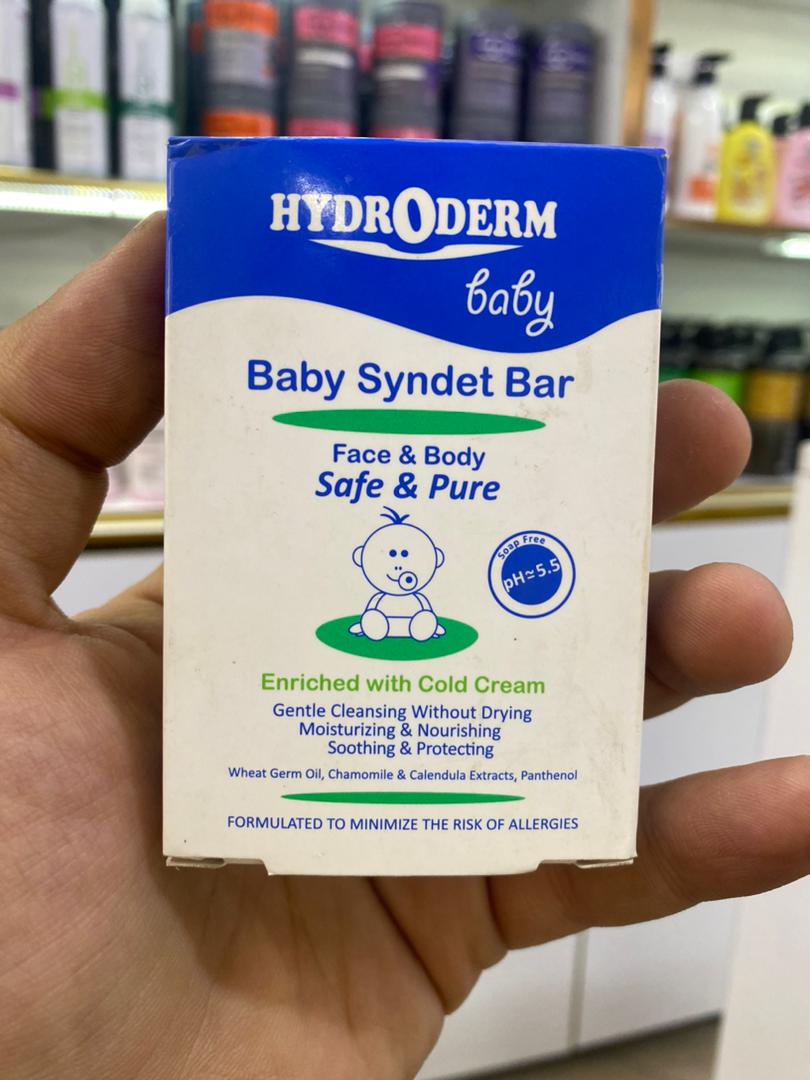 HYDRODERM
baby
Baby Syndet Bar
Face & Body
Safe & Pure
Soap Free
pH≃5.5
Enriched with Cold Cream
Gentle Cleansing Without Drying
Moisturizing & Nourishing
Soothing & Protecting
Wheat Germ Oil, Chamomile & Calendula Extracts, Panthenol
FORMULATED TO MINIMIZE THE RISK OF ALLERGIES